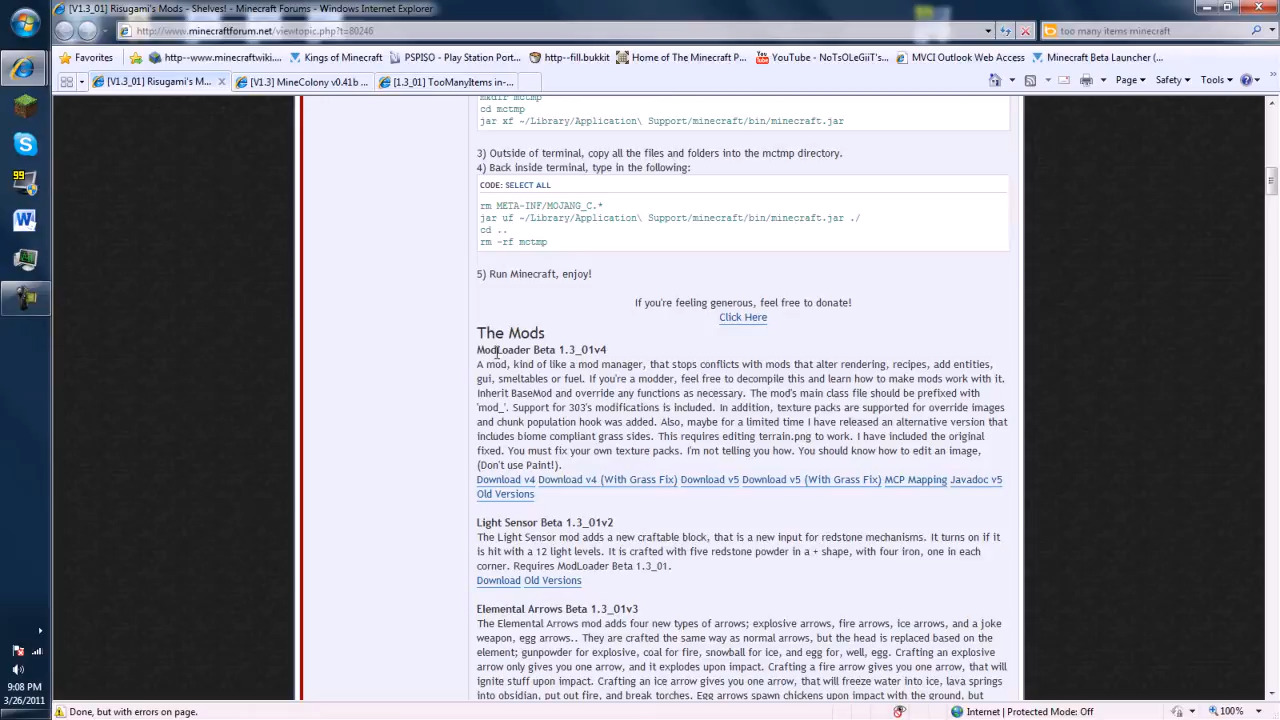 [V1.3_01] Risugami's Mods - Shelves! - Minecraft Forums - Windows Internet Explorer
http://www.minecraftforum.net/viewtopic.php?t=80246
too many items minecraft
Favorites
http--www.minecraftwiki...
Kings of Minecraft
PSPISO - Play Station Port...
http--fill.bukkit
Home of The Minecraft P...
YouTube - NoTsOLeGiiT's...
MVCI Outlook Web Access
Minecraft Beta Launcher (...
[V1.3_01] Risugami's M...
[V1.3] MineColony v0.41b ...
[1.3_01] TooManyItems in-...
Page
Safety
Tools
mkdir mctmp
cd mctmp
jar xf ~/Library/Application\ Support/minecraft/bin/minecraft.jar
3) Outside of terminal, copy all the files and folders into the mctmp directory.
4) Back inside terminal, type in the following:
CODE: SELECT ALL
rm META-INF/MOJANG_C.*
jar uf ~/Library/Application\ Support/minecraft/bin/minecraft.jar ./
cd ..
rm -rf mctmp
5) Run Minecraft, enjoy!
If you're feeling generous, feel free to donate!
Click Here
The Mods
ModLoader Beta 1.3_01v4
A mod, kind of like a mod manager, that stops conflicts with mods that alter rendering, recipes, add entities,
gui, smeltables or fuel. If you're a modder, feel free to decompile this and learn how to make mods work with it.
Inherit BaseMod and override any functions as necessary. The mod's main class file should be prefixed with
'mod_'. Support for 303's modifications is included. In addition, texture packs are supported for override images
and chunk population hook was added. Also, maybe for a limited time I have released an alternative version that
includes biome compliant grass sides. This requires editing terrain.png to work. I have included the original
fixed. You must fix your own texture packs. I'm not telling you how. You should know how to edit an image,
(Don't use Paint!).
Download v4 Download v4 (With Grass Fix) Download v5 Download v5 (With Grass Fix) MCP Mapping Javadoc v5
Old Versions
Light Sensor Beta 1.3_01v2
The Light Sensor mod adds a new craftable block, that is a new input for redstone mechanisms. It turns on if it
is hit with a 12 light levels. It is crafted with five redstone powder in a + shape, with four iron, one in each
corner. Requires ModLoader Beta 1.3_01.
Download Old Versions
Elemental Arrows Beta 1.3_01v3
The Elemental Arrows mod adds four new types of arrows; explosive arrows, fire arrows, ice arrows, and a joke
weapon, egg arrows.. They are crafted the same way as normal arrows, but the head is replaced based on the
element; gunpowder for explosive, coal for fire, snowball for ice, and egg for, well, egg. Crafting an explosive
arrow only gives you one arrow, and it explodes upon impact. Crafting a fire arrow gives you one arrow, that will
ignite stuff upon impact. Crafting an ice arrow gives you one arrow, that will freeze water into ice, lava springs
into obsidian, put out fire, and break torches. Egg arrows spawn chickens upon impact with the ground, but
99
9:08 PM
3/26/2011
Done, but with errors on page.
Internet | Protected Mode: Off
100%